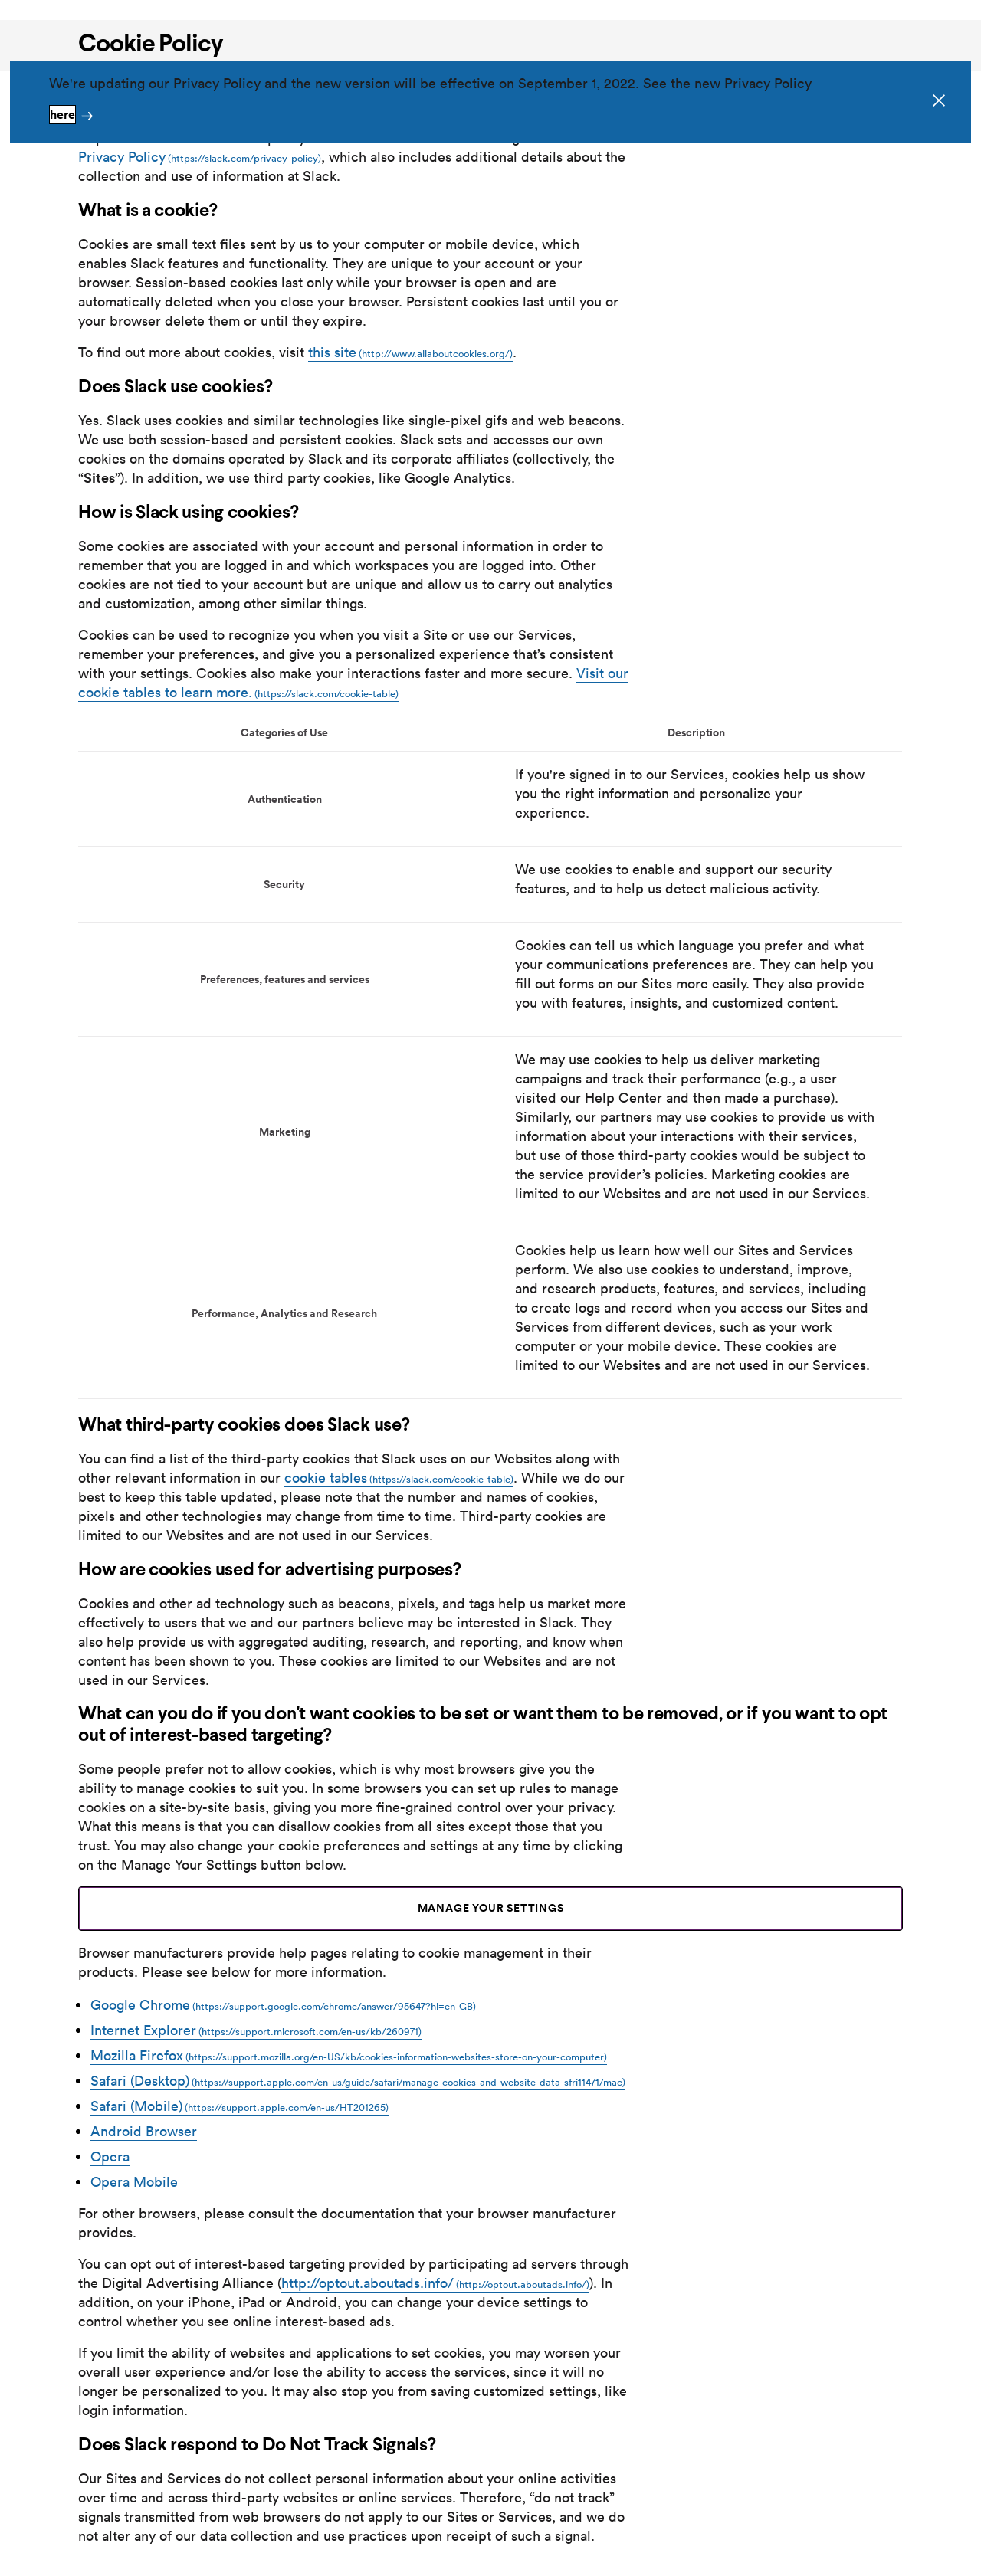 Cookie Policy
We're updating our Privacy Policy and the new version will be effective on September 1, 2022. See the new Privacy Policy
here →
Privacy Policy (https://slack.com/privacy-policy), which also includes additional details about the
collection and use of information at Slack.
What is a cookie?
Cookies are small text files sent by us to your computer or mobile device, which
enables Slack features and functionality. They are unique to your account or your
browser. Session-based cookies last only while your browser is open and are
automatically deleted when you close your browser. Persistent cookies last until you or
your browser delete them or until they expire.
To find out more about cookies, visit this site (http://www.allaboutcookies.org/).
Does Slack use cookies?
Yes. Slack uses cookies and similar technologies like single-pixel gifs and web beacons.
We use both session-based and persistent cookies. Slack sets and accesses our own
cookies on the domains operated by Slack and its corporate affiliates (collectively, the
“Sites”). In addition, we use third party cookies, like Google Analytics.
How is Slack using cookies?
Some cookies are associated with your account and personal information in order to
remember that you are logged in and which workspaces you are logged into. Other
cookies are not tied to your account but are unique and allow us to carry out analytics
and customization, among other similar things.
Cookies can be used to recognize you when you visit a Site or use our Services,
remember your preferences, and give you a personalized experience that’s consistent
with your settings. Cookies also make your interactions faster and more secure. Visit our
cookie tables to learn more. (https://slack.com/cookie-table)
Categories of Use Description
Authentication
If you're signed in to our Services, cookies help us show
you the right information and personalize your
experience.
Security
We use cookies to enable and support our security
features, and to help us detect malicious activity.
Preferences, features and services
Cookies can tell us which language you prefer and what
your communications preferences are. They can help you
fill out forms on our Sites more easily. They also provide
you with features, insights, and customized content.
Marketing
We may use cookies to help us deliver marketing
campaigns and track their performance (e.g., a user
visited our Help Center and then made a purchase).
Similarly, our partners may use cookies to provide us with
information about your interactions with their services,
but use of those third-party cookies would be subject to
the service provider’s policies. Marketing cookies are
limited to our Websites and are not used in our Services.
Performance, Analytics and Research
Cookies help us learn how well our Sites and Services
perform. We also use cookies to understand, improve,
and research products, features, and services, including
to create logs and record when you access our Sites and
Services from different devices, such as your work
computer or your mobile device. These cookies are
limited to our Websites and are not used in our Services.
What third-party cookies does Slack use?
You can find a list of the third-party cookies that Slack uses on our Websites along with
other relevant information in our cookie tables (https://slack.com/cookie-table). While we do our
best to keep this table updated, please note that the number and names of cookies,
pixels and other technologies may change from time to time. Third-party cookies are
limited to our Websites and are not used in our Services.
How are cookies used for advertising purposes?
Cookies and other ad technology such as beacons, pixels, and tags help us market more
effectively to users that we and our partners believe may be interested in Slack. They
also help provide us with aggregated auditing, research, and reporting, and know when
content has been shown to you. These cookies are limited to our Websites and are not
used in our Services.
What can you do if you don't want cookies to be set or want them to be removed, or if you want to opt
out of interest-based targeting?
Some people prefer not to allow cookies, which is why most browsers give you the
ability to manage cookies to suit you. In some browsers you can set up rules to manage
cookies on a site-by-site basis, giving you more fine-grained control over your privacy.
What this means is that you can disallow cookies from all sites except those that you
trust. You may also change your cookie preferences and settings at any time by clicking
on the Manage Your Settings button below.
MANAGE YOUR SETTINGS
Browser manufacturers provide help pages relating to cookie management in their
products. Please see below for more information.
• Google Chrome (https://support.google.com/chrome/answer/95647?hl=en-GB)
• Internet Explorer (https://support.microsoft.com/en-us/kb/260971)
• Mozilla Firefox (https://support.mozilla.org/en-US/kb/cookies-information-websites-store-on-your-computer)
• Safari (Desktop) (https://support.apple.com/en-us/guide/safari/manage-cookies-and-website-data-sfri11471/mac)
• Safari (Mobile) (https://support.apple.com/en-us/HT201265)
• Android Browser
• Opera
• Opera Mobile
For other browsers, please consult the documentation that your browser manufacturer
provides.
You can opt out of interest-based targeting provided by participating ad servers through
the Digital Advertising Alliance (http://optout.aboutads.info/ (http://optout.aboutads.info/)). In
addition, on your iPhone, iPad or Android, you can change your device settings to
control whether you see online interest-based ads.
If you limit the ability of websites and applications to set cookies, you may worsen your
overall user experience and/or lose the ability to access the services, since it will no
longer be personalized to you. It may also stop you from saving customized settings, like
login information.
Does Slack respond to Do Not Track Signals?
Our Sites and Services do not collect personal information about your online activities
over time and across third-party websites or online services. Therefore, “do not track”
signals transmitted from web browsers do not apply to our Sites or Services, and we do
not alter any of our data collection and use practices upon receipt of such a signal.